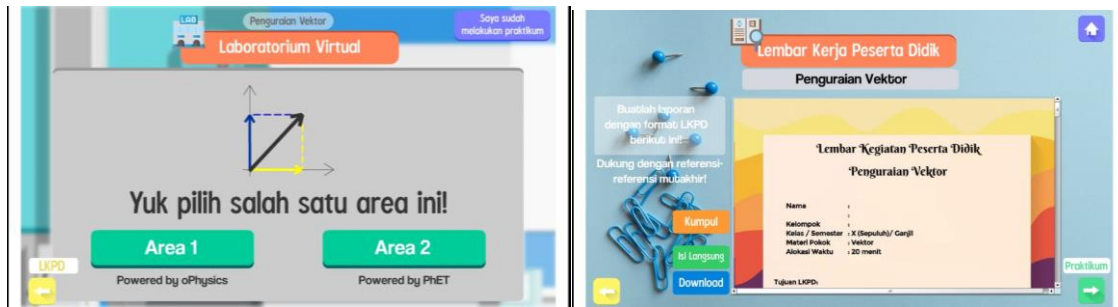 LAB
Penguraian Vektor
Saya sudah
melakukan praktikum
Laboratorium Virtual
Yuk pilih salah satu area ini!
Area 1
Area 2
Powered by oPhysics
Powered by PhET
LKPD
Lembar Kerja Peserta Didik
Penguraian Vektor
Buatlah laporan
dengan format LKPD
berikut ini!
Dukung dengan referensi-
referensi mutakhir!
Kumpul
Isi Langsung
Download
Lembar Kegiatan Peserta Didik
Penguraian Vektor
Nama :
:
Kelompok :
Kelas / Semester : X (Sepuluh)/ Ganjil
Materi Pokok : Vektor
Alokasi Waktu : 20 menit
Tujuan LKPD:
Praktikum